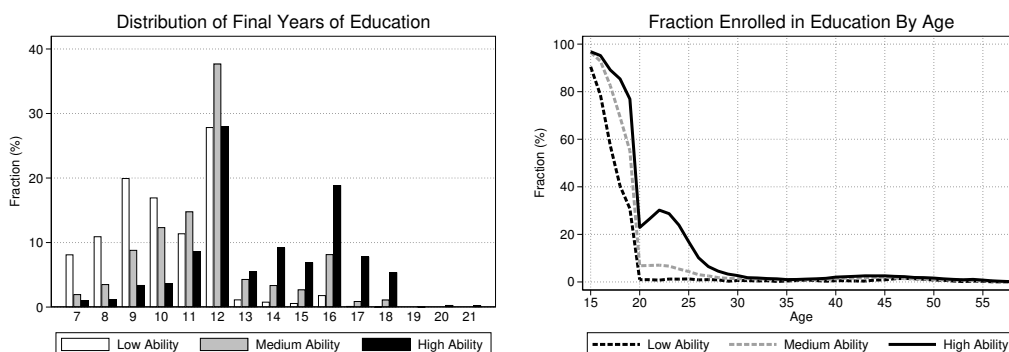 Distribution of Final Years of Education
Fraction (%)
40
30
20
10
0
7 8 9 10 11 12 13 14 15 16 17 18 19 20 21
Low Ability Medium Ability High Ability
Fraction Enrolled in Education By Age
Fraction (%)
100
80
60
40
20
0
15 20 25 30 35 40 45 50 55
Age
Low Ability Medium Ability High Ability